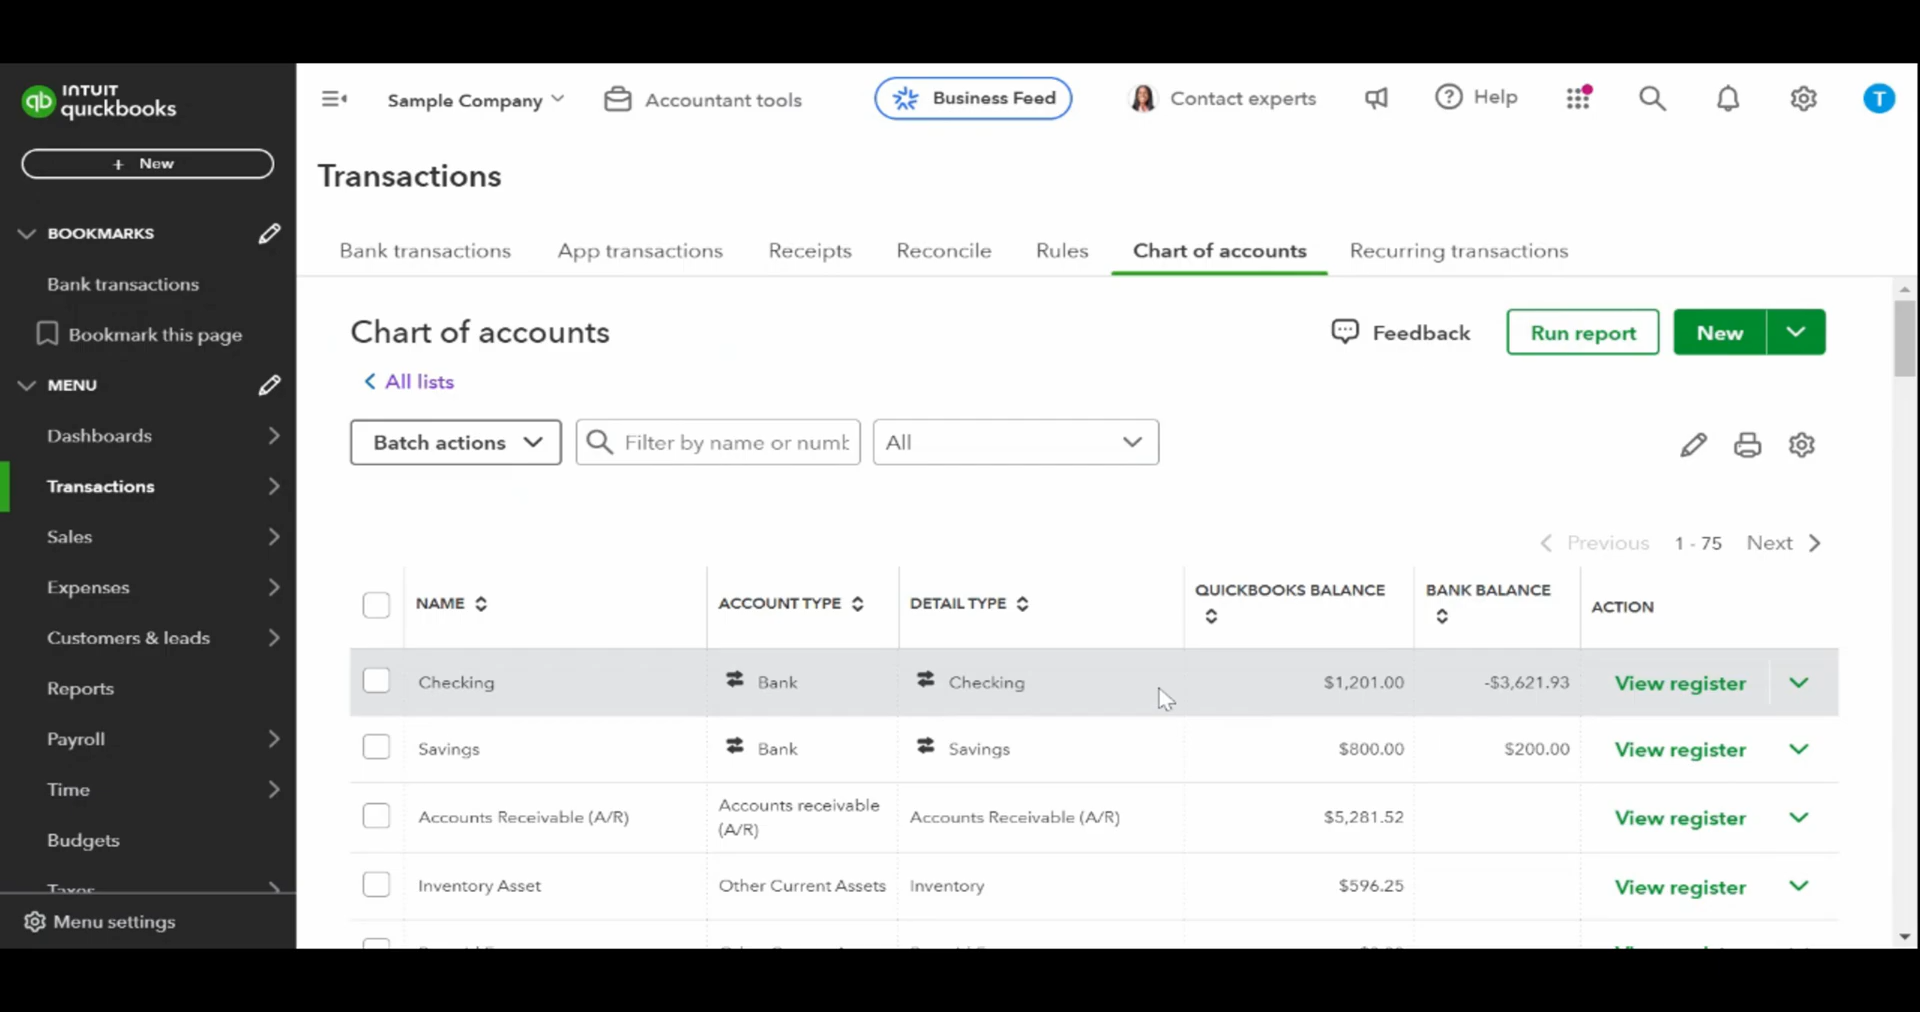 INTUIT
quickbooks
Sample Company
Accountant tools
Business Feed
Contact experts
Help
T
+ New
Transactions
BOOKMARKS
Bank transactions
Bookmark this page
MENU
Dashboards
Transactions
Sales
Expenses
Customers & leads
Reports
Payroll
Time
Budgets
Taxes
Menu settings
Bank transactions
App transactions
Receipts
Reconcile
Rules
Chart of accounts
Recurring transactions
Chart of accounts
Feedback
Run report
New
All lists
Batch actions
Filter by name or numb
All
Previous 1 - 75 Next
NAME ACCOUNT TYPE DETAIL TYPE QUICKBOOKS BALANCE BANK BALANCE ACTION
Checking Bank Checking $1,201.00 -$3,621.93 View register
Savings Bank Savings $800.00 $200.00 View register
Accounts Receivable (A/R) Accounts receivable (A/R) Accounts Receivable (A/R) $5,281.52 View register
Inventory Asset Other Current Assets Inventory $596.25 View register